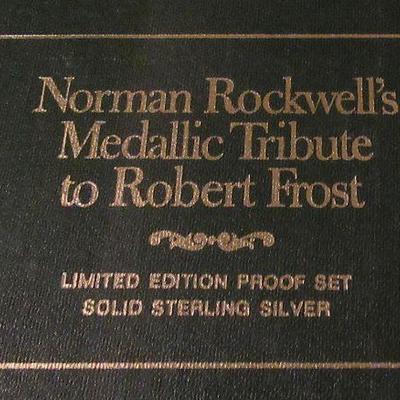 Norman Rockwell's
Medallic Tribute
to Robert Frost
LIMITED EDITION PROOF SET
SOLID STERLING SILVER